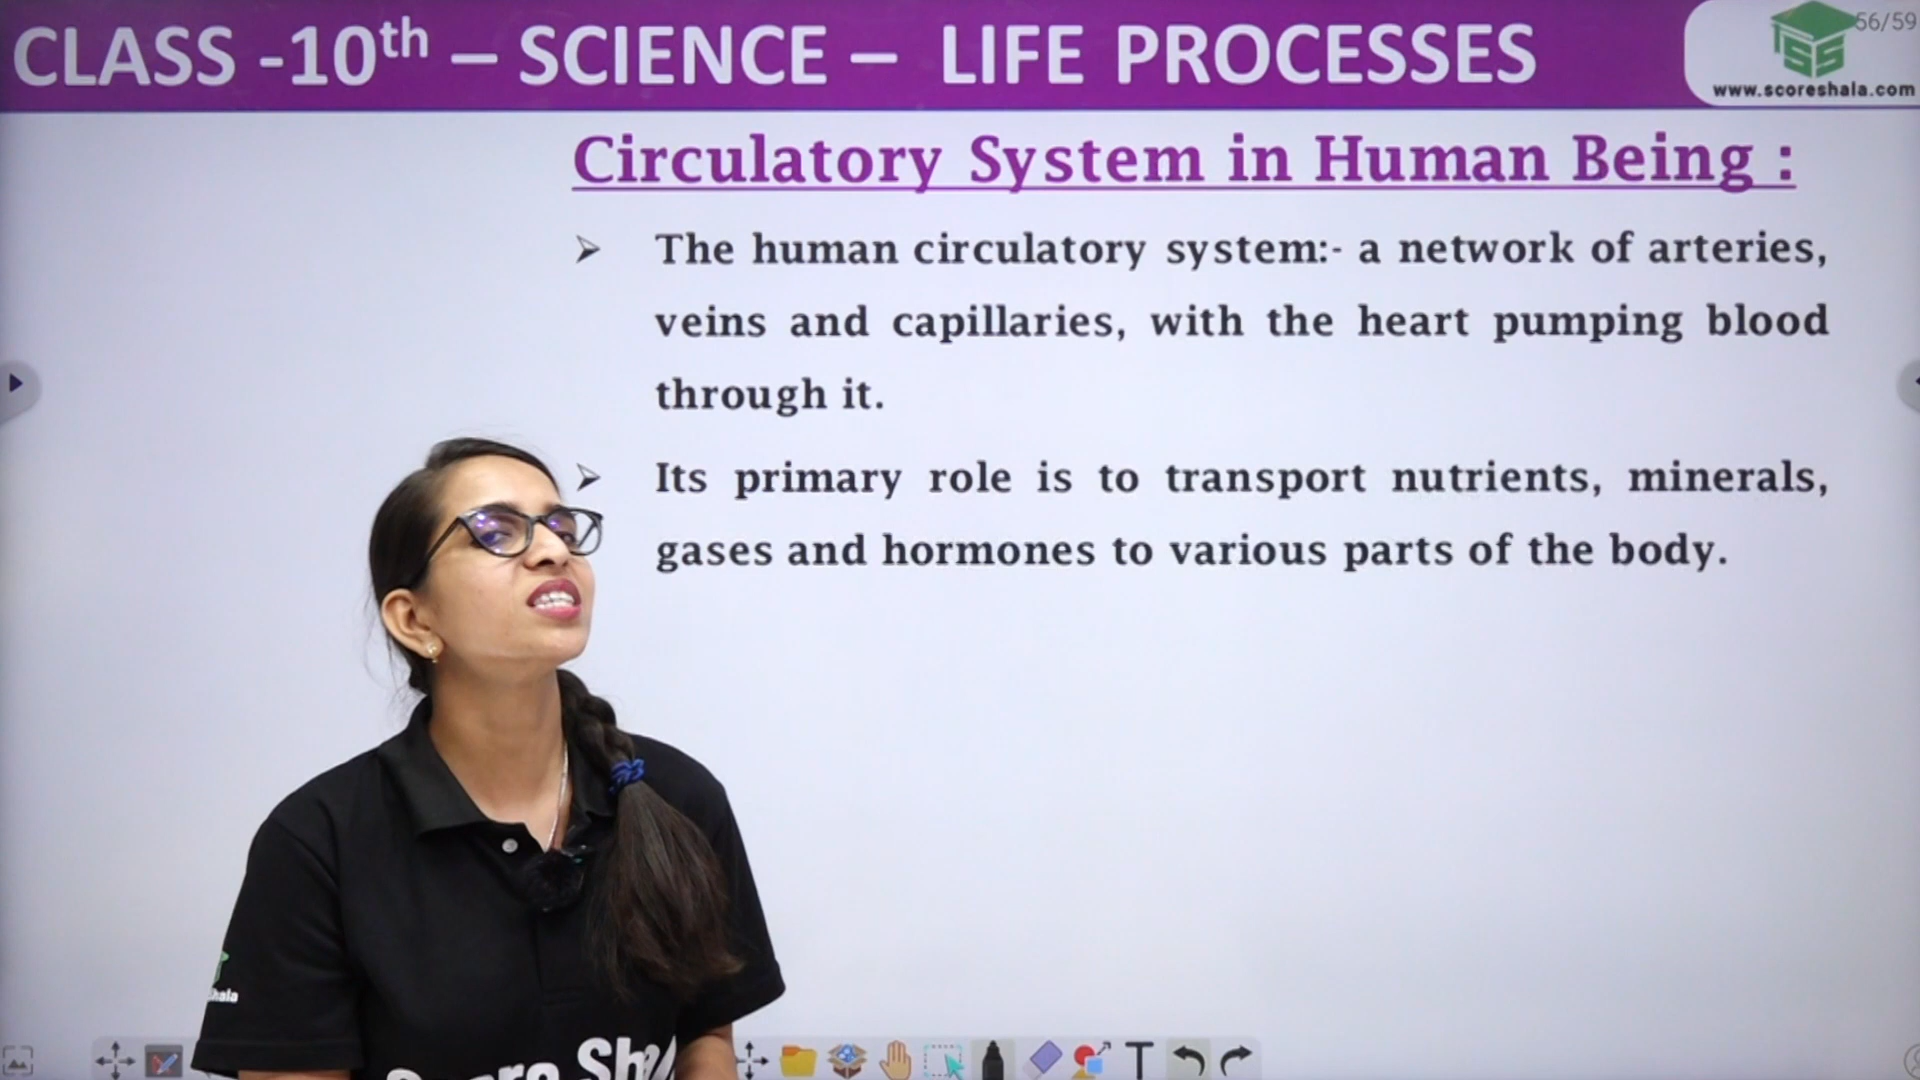 CLASS -10th – SCIENCE – LIFE PROCESSES
56/59
www.scoreshala.com
Circulatory System in Human Being :
➢ The human circulatory system:- a network of arteries,
veins and capillaries, with the heart pumping blood
through it.
➢ Its primary role is to transport nutrients, minerals,
gases and hormones to various parts of the body.